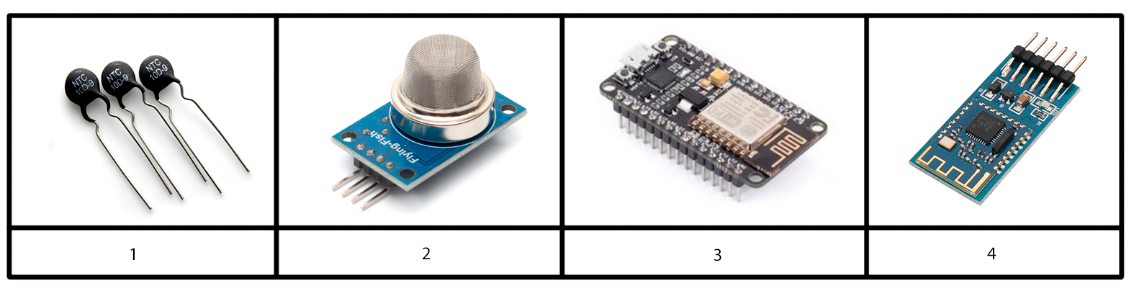 NTC
10D-9
NTC
10D-9
NTC
10D-9
Flying-Fish
1
2
3
4